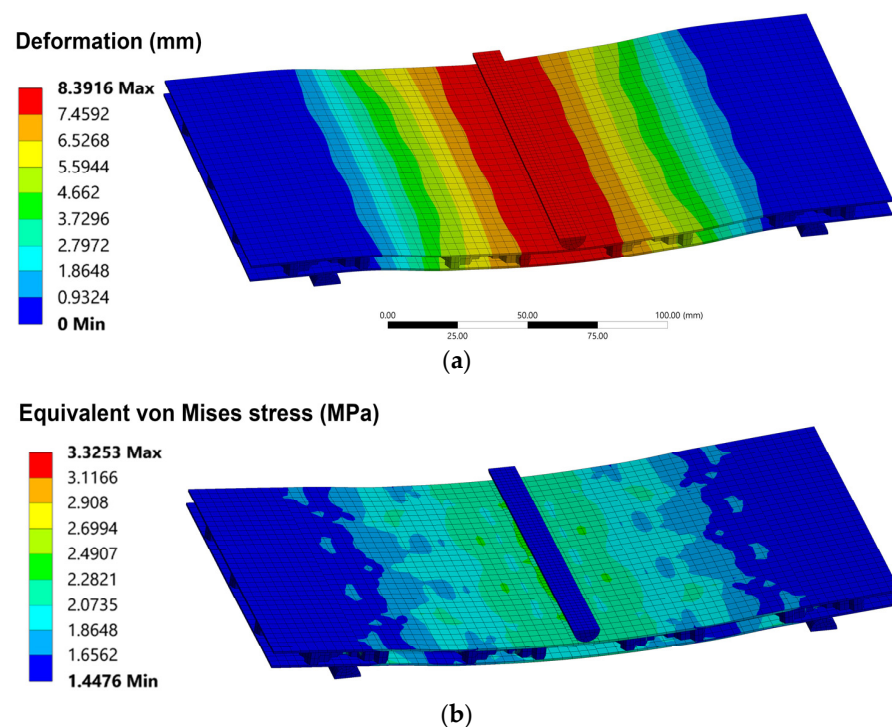 Deformation (mm)
8.3916 Max
7.4592
6.5268
5.5944
4.662
3.7296
2.7972
1.8648
0.9324
0 Min
0.00 50.00 100.00 (mm)
25.00 75.00
(a)
Equivalent von Mises stress (MPa)
3.3253 Max
3.1166
2.908
2.6994
2.4907
2.2821
2.0735
1.8648
1.6562
1.4476 Min
(b)